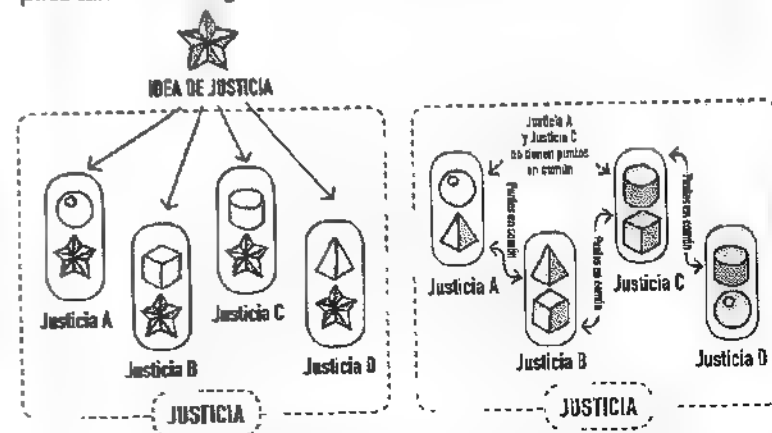 IDEA DE JUSTICIA
Justicia A
Justicia B
Justicia C
Justicia D
JUSTICIA
Justicia A
y Justicia C
no tienen puntos
en común
Puntos en común
Puntos en común
Puntos en común
Justicia A
Justicia B
Justicia C
Justicia D
JUSTICIA